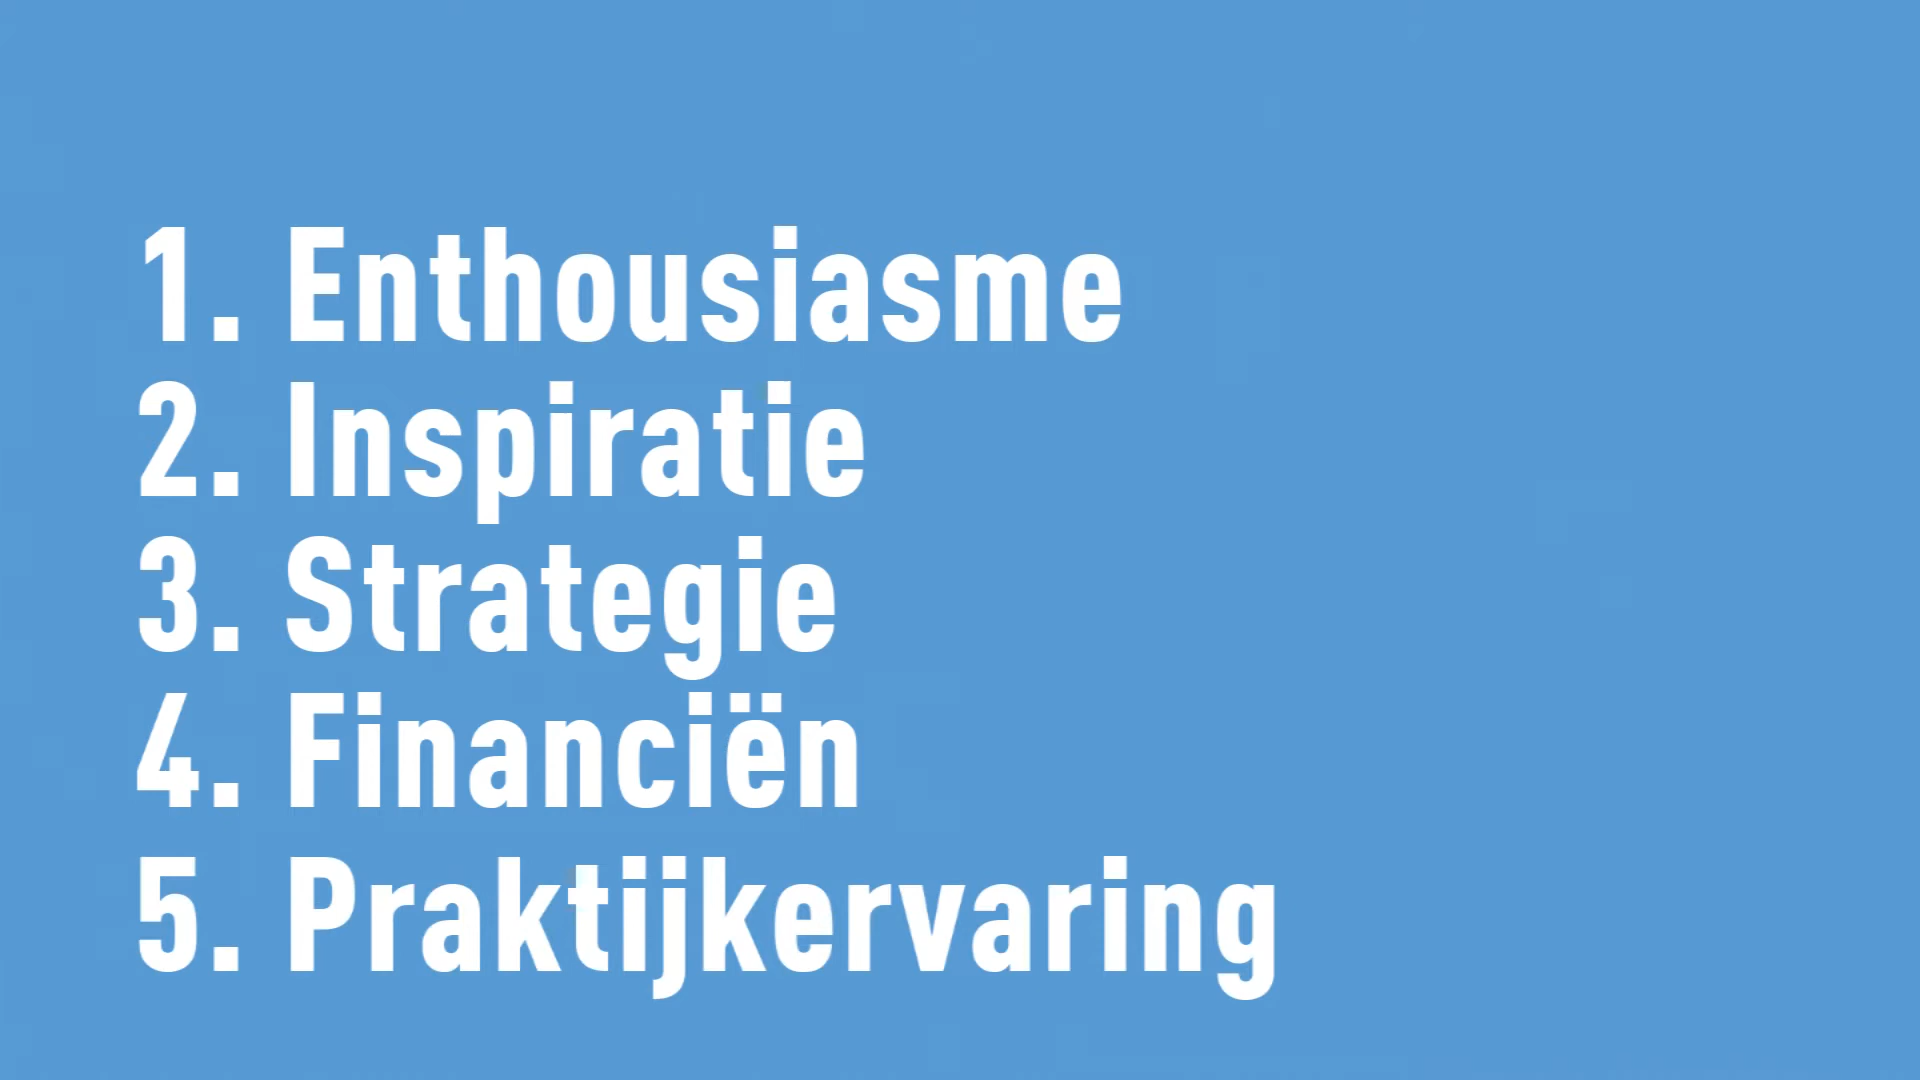 1. Enthousiasme
2. Inspiratie
3. Strategie
4. Financiën
5. Praktijkervaring